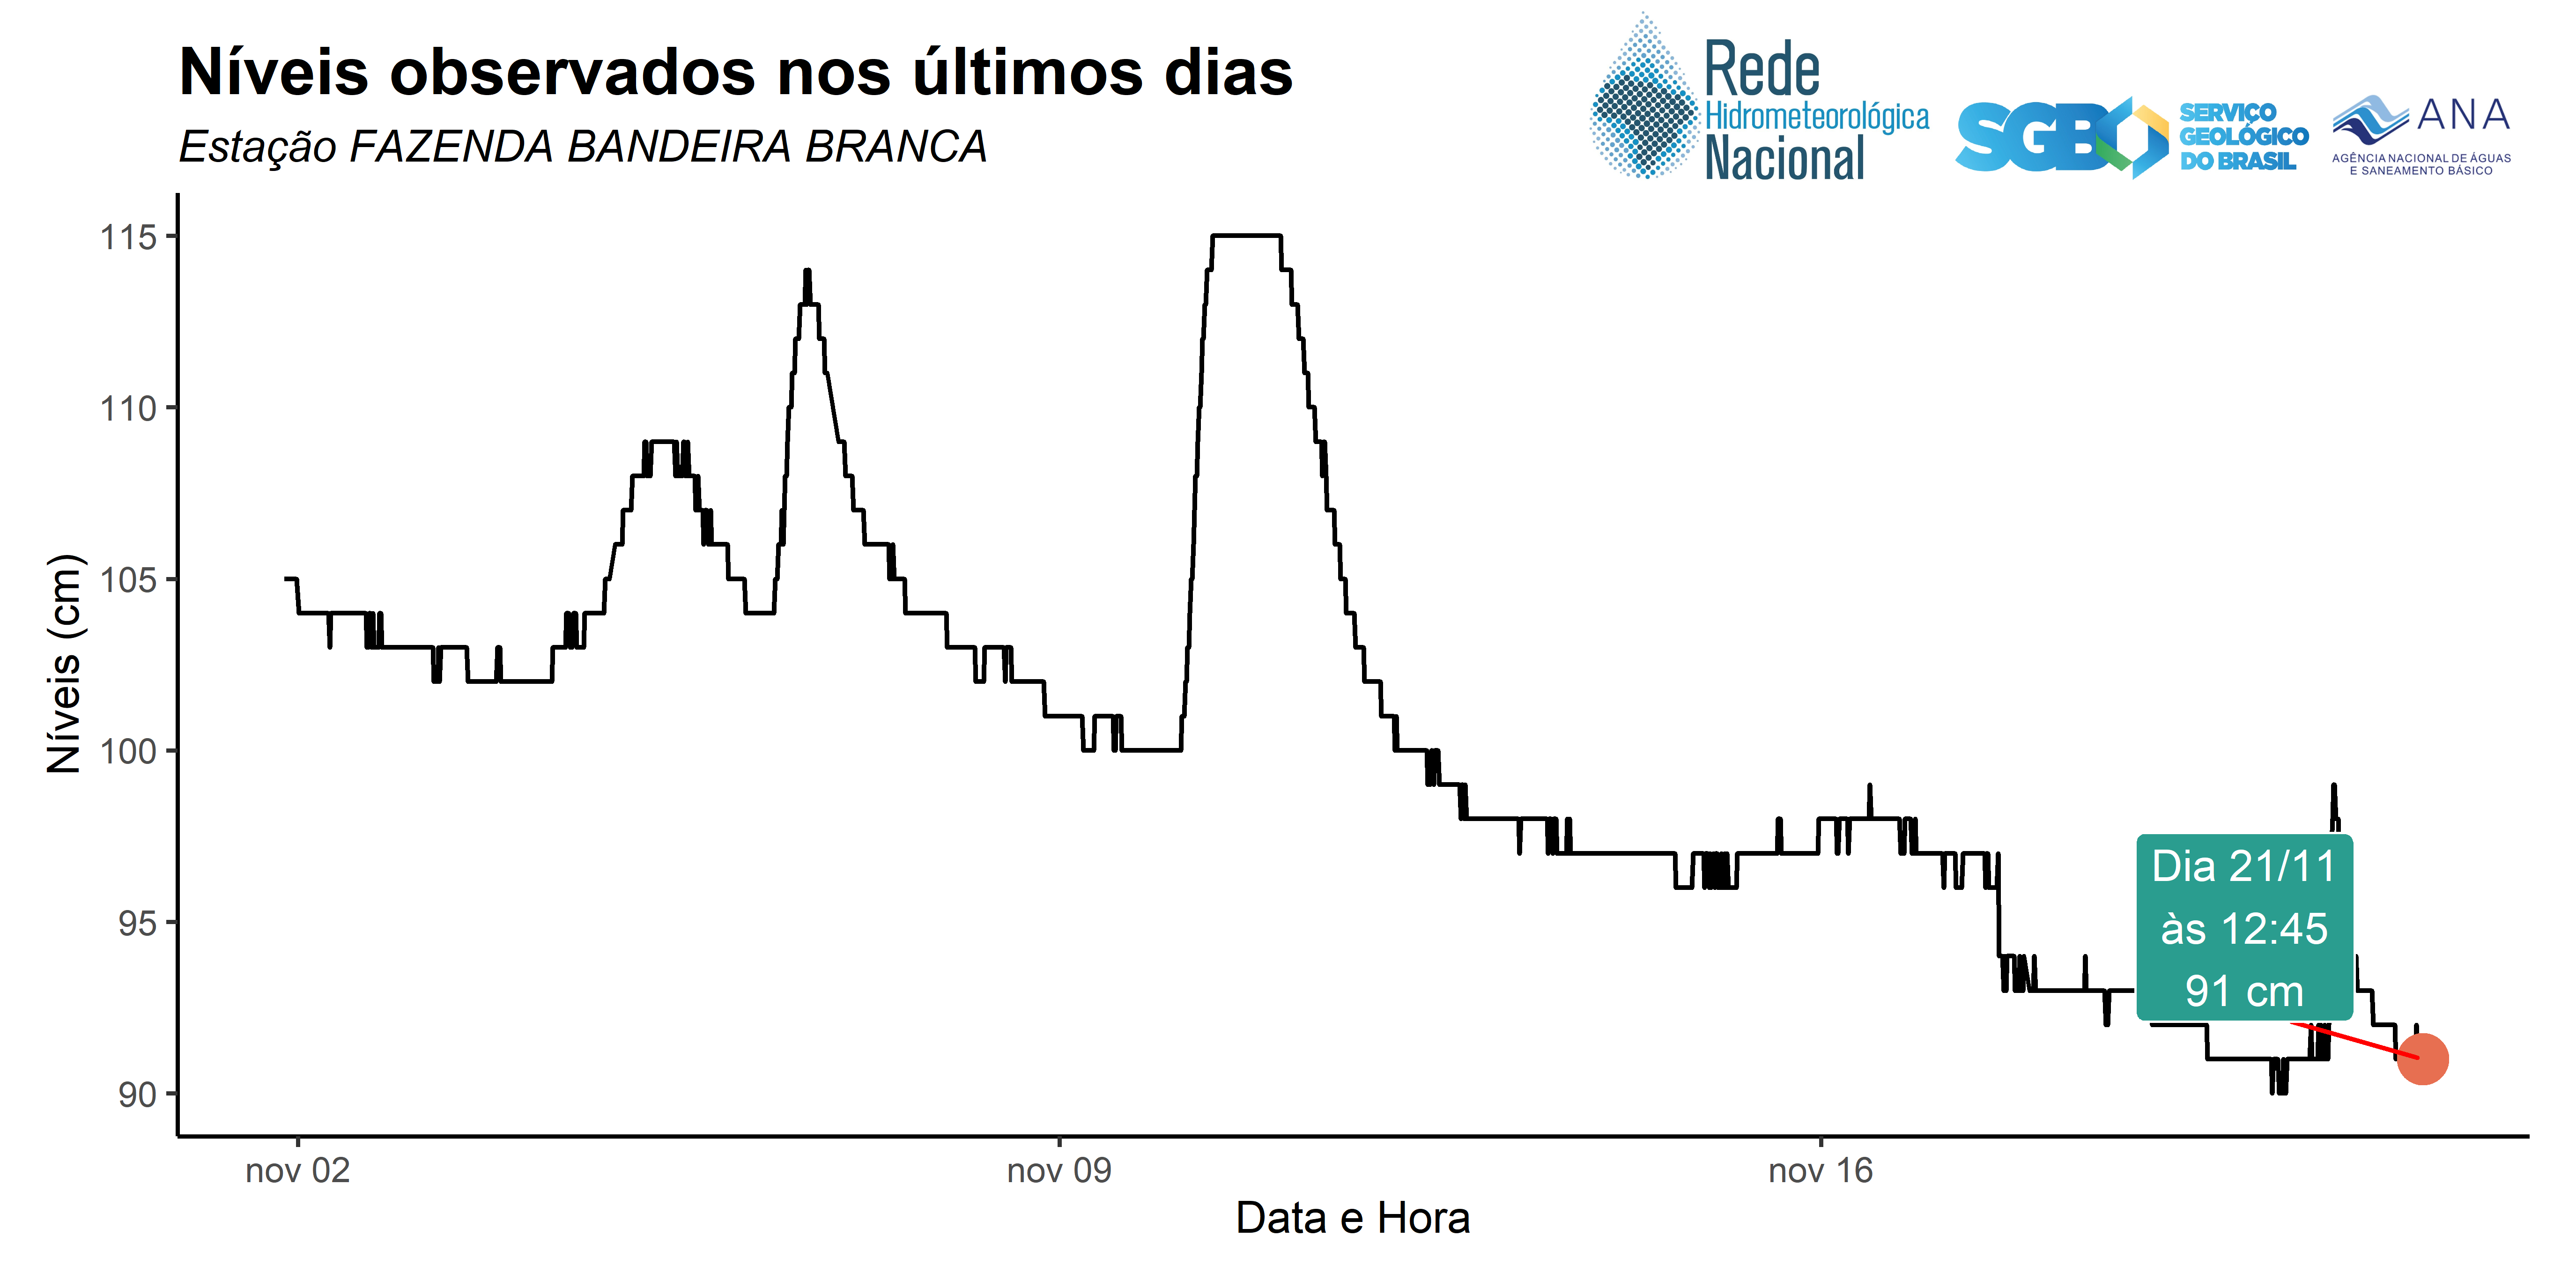 Níveis observados nos últimos dias
Estação FAZENDA BANDEIRA BRANCA
Rede
Hidrometeorológica
Nacional
SGB
SERVIÇO
GEOLÓGICO
DO BRASIL
ANA
AGÊNCIA NACIONAL DE ÁGUAS
E SANEAMENTO BÁSICO
Níveis (cm)
115
110
105
100
95
90
Dia 21/11
às 12:45
91 cm
nov 02
nov 09
nov 16
Data e Hora